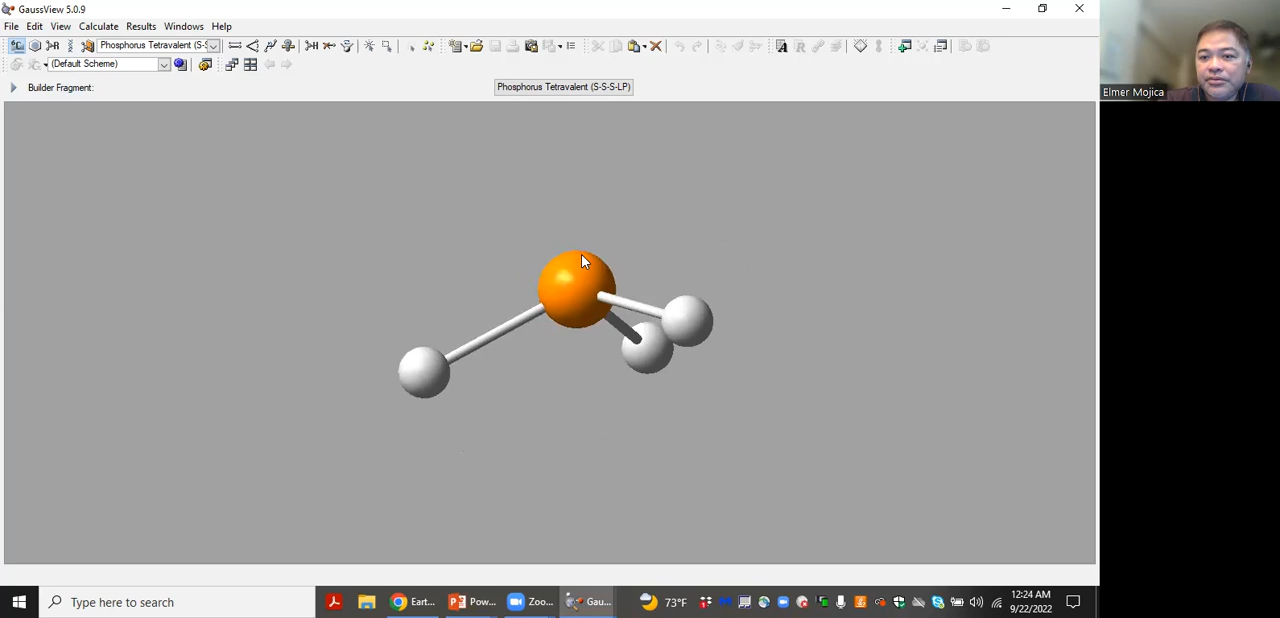 GaussView 5.0.9
File Edit View Calculate Results Windows Help
Phosphorus Tetravalent (S-S
(Default Scheme)
Builder Fragment:
Phosphorus Tetravalent (S-S-S-LP)
Elmer Mojica
Type here to search
Eart...
Pow...
Zoo...
Gau...
73°F
12:24 AM
9/22/2022